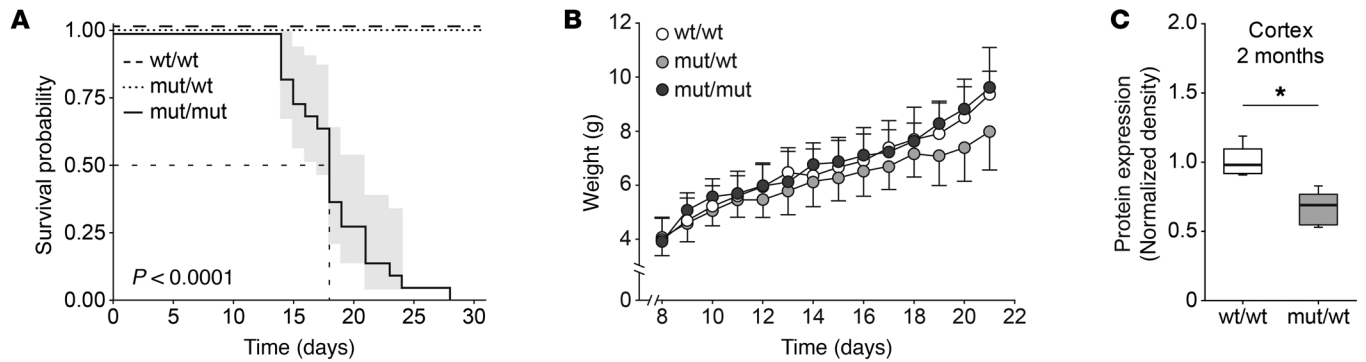 A
Survival probability
1.00
0.75
0.50
0.25
0.00
wt/wt
mut/wt
mut/mut
P < 0.0001
0 5 10 15 20 25 30
Time (days)
B
Weight (g)
12
10
8
6
4
0
wt/wt
mut/wt
mut/mut
8 10 12 14 16 18 20 22
Time (days)
C
Protein expression
(Normalized density)
2.0
1.5
1.0
0.5
0
Cortex
2 months
*
wt/wt mut/wt